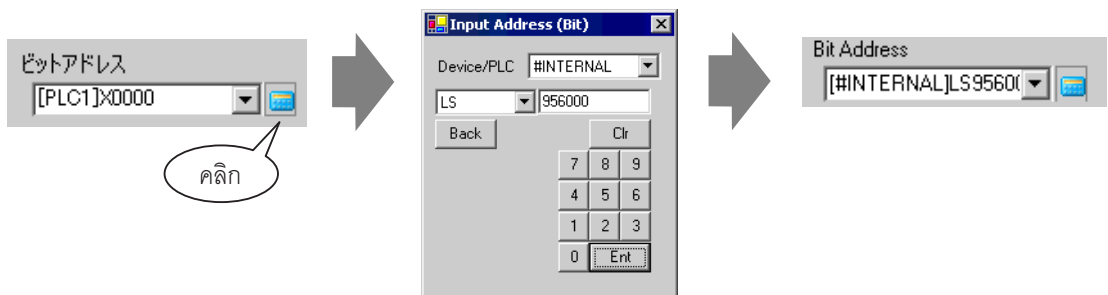 ビットアドレス
[PLC1]X0000
คลิก
Input Address (Bit)
Device/PLC #INTERNAL
LS 956000
Back Clr
7 8 9
4 5 6
1 2 3
0 Ent
Bit Address
[#INTERNAL]LS95600